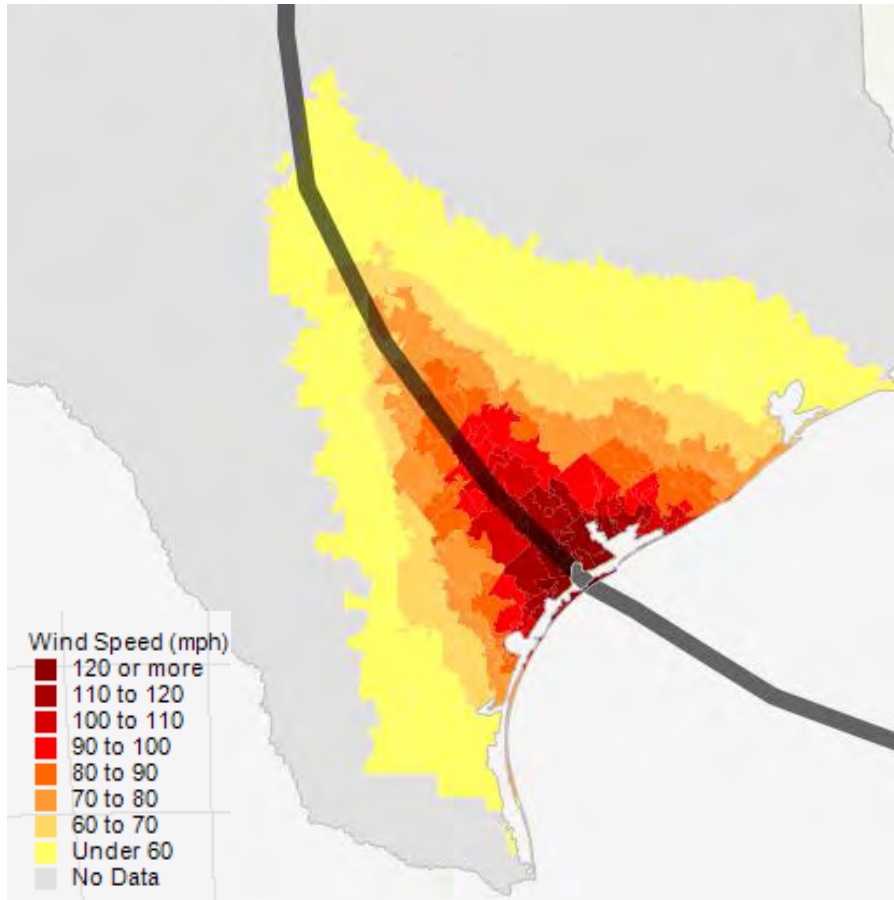 Wind Speed (mph)
120 or more
110 to 120
100 to 110
90 to 100
80 to 90
70 to 80
60 to 70
Under 60
No Data